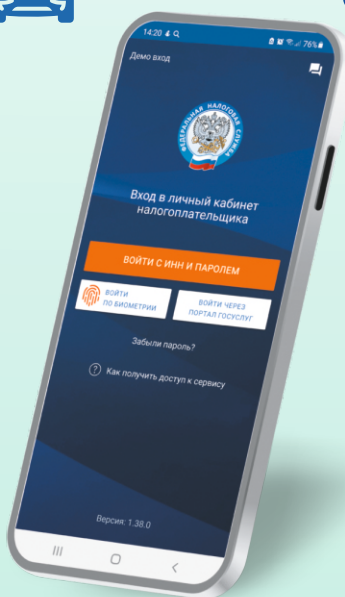 14:20
76%
Демо вход
ФЕДЕРАЛЬНАЯ НАЛОГОВАЯ СЛУЖБА
Вход в личный кабинет
налогоплательщика
ВОЙТИ С ИНН И ПАРОЛЕМ
ВОЙТИ
ПО БИОМЕТРИИ
ВОЙТИ ЧЕРЕЗ
ПОРТАЛ ГОСУСЛУГ
Забыли пароль?
? Как получить доступ к сервису
Версия: 1.38.0